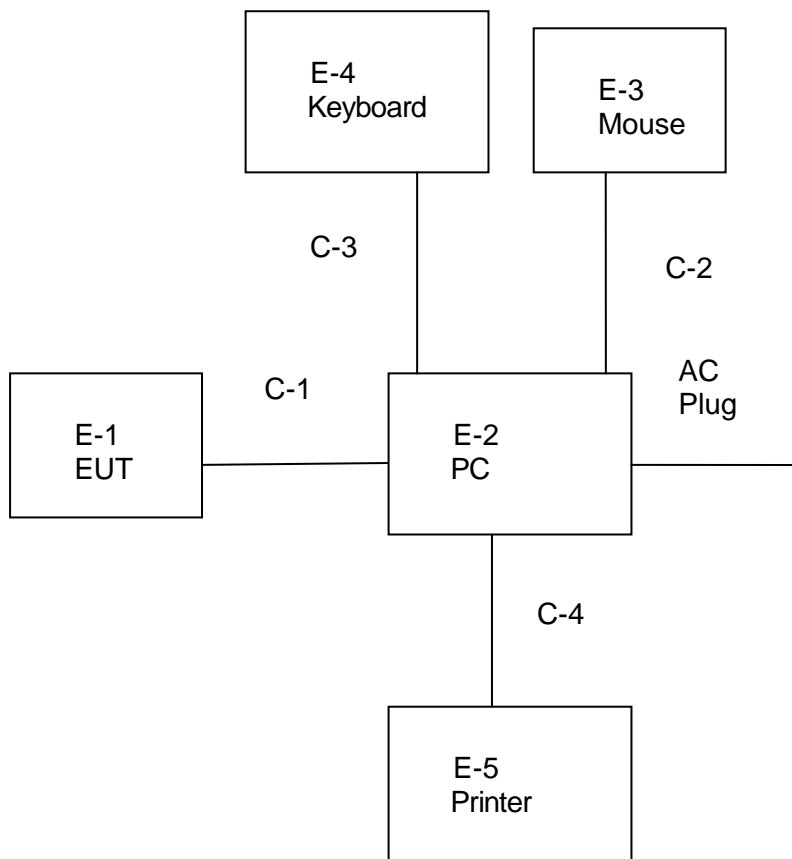 E-4
Keyboard
E-3
Mouse
C-3
C-2
C-1
AC
Plug
E-1
EUT
E-2
PC
C-4
E-5
Printer